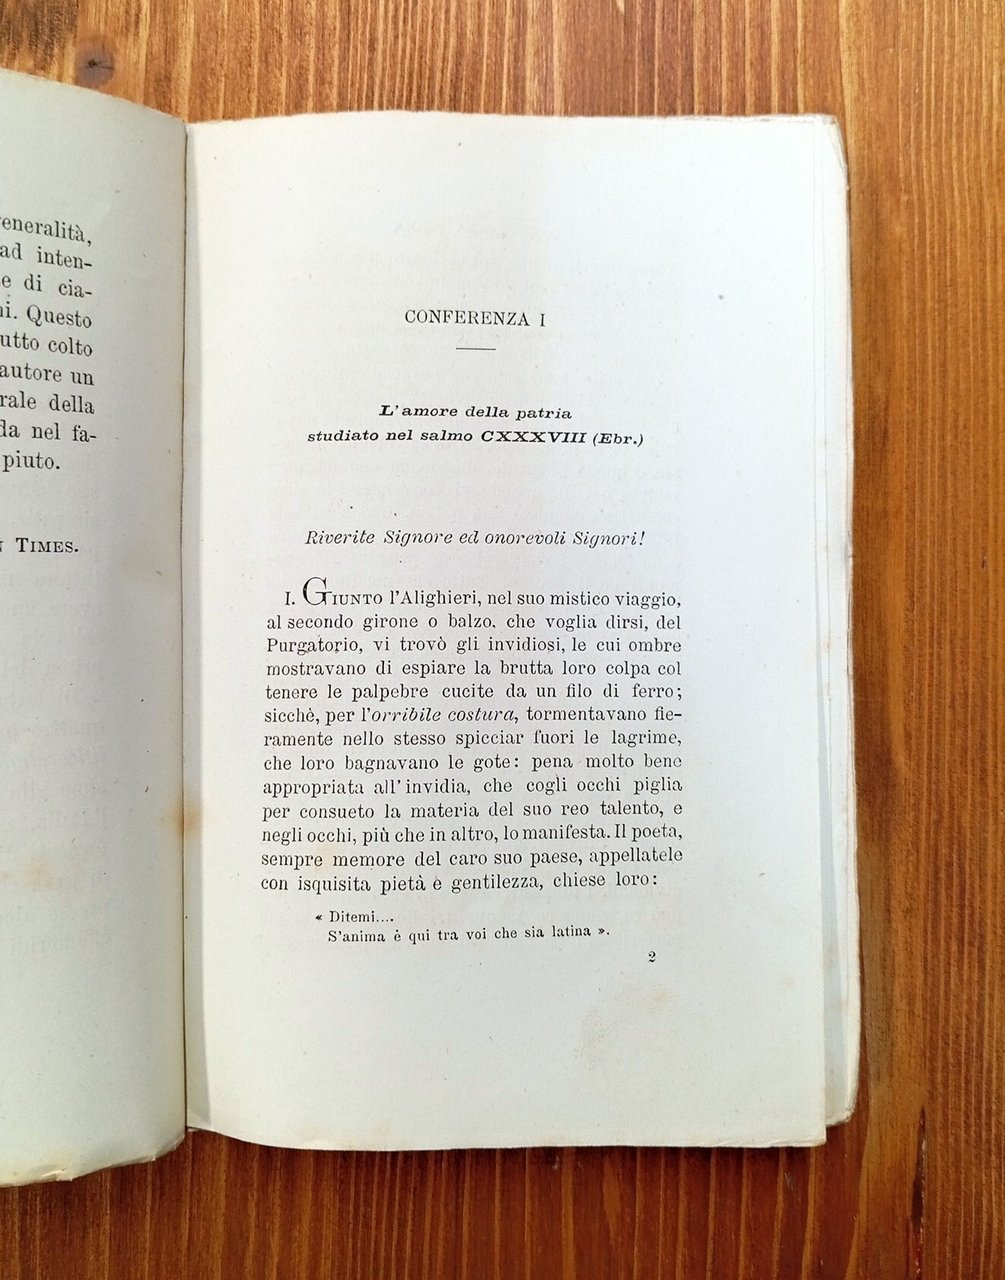 eneralità,
ad inten-
e di cia-
i. Questo
utto colto
autore un
rale della
da nel fa-
piuto.
TIMES.
CONFERENZA I
L'amore della patria
studiato nel salmo CXXXVIII (Ebr.)
Riverite Signore ed onorevoli Signori!
I. GIUNTO l'Alighieri, nel suo mistico viaggio,
al secondo girone o balzo, che voglia dirsi, del
Purgatorio, vi trovò gli invidiosi, le cui ombre
mostravano di espiare la brutta loro colpa col
tenere le palpebre cucite da un filo di ferro;
sicchè, per l'orribile costura, tormentavano fie-
ramente nello stesso spicciar fuori le lagrime,
che loro bagnavano le gote: pena molto bene
appropriata all'invidia, che cogli occhi piglia
per consueto la materia del suo reo talento, e
negli occhi, più che in altro, lo manifesta. Il poeta,
sempre memore del caro suo paese, appellatele
con isquisita pietà e gentilezza, chiese loro:
« Ditemi....
S'anima è qui tra voi che sia latina ».
2